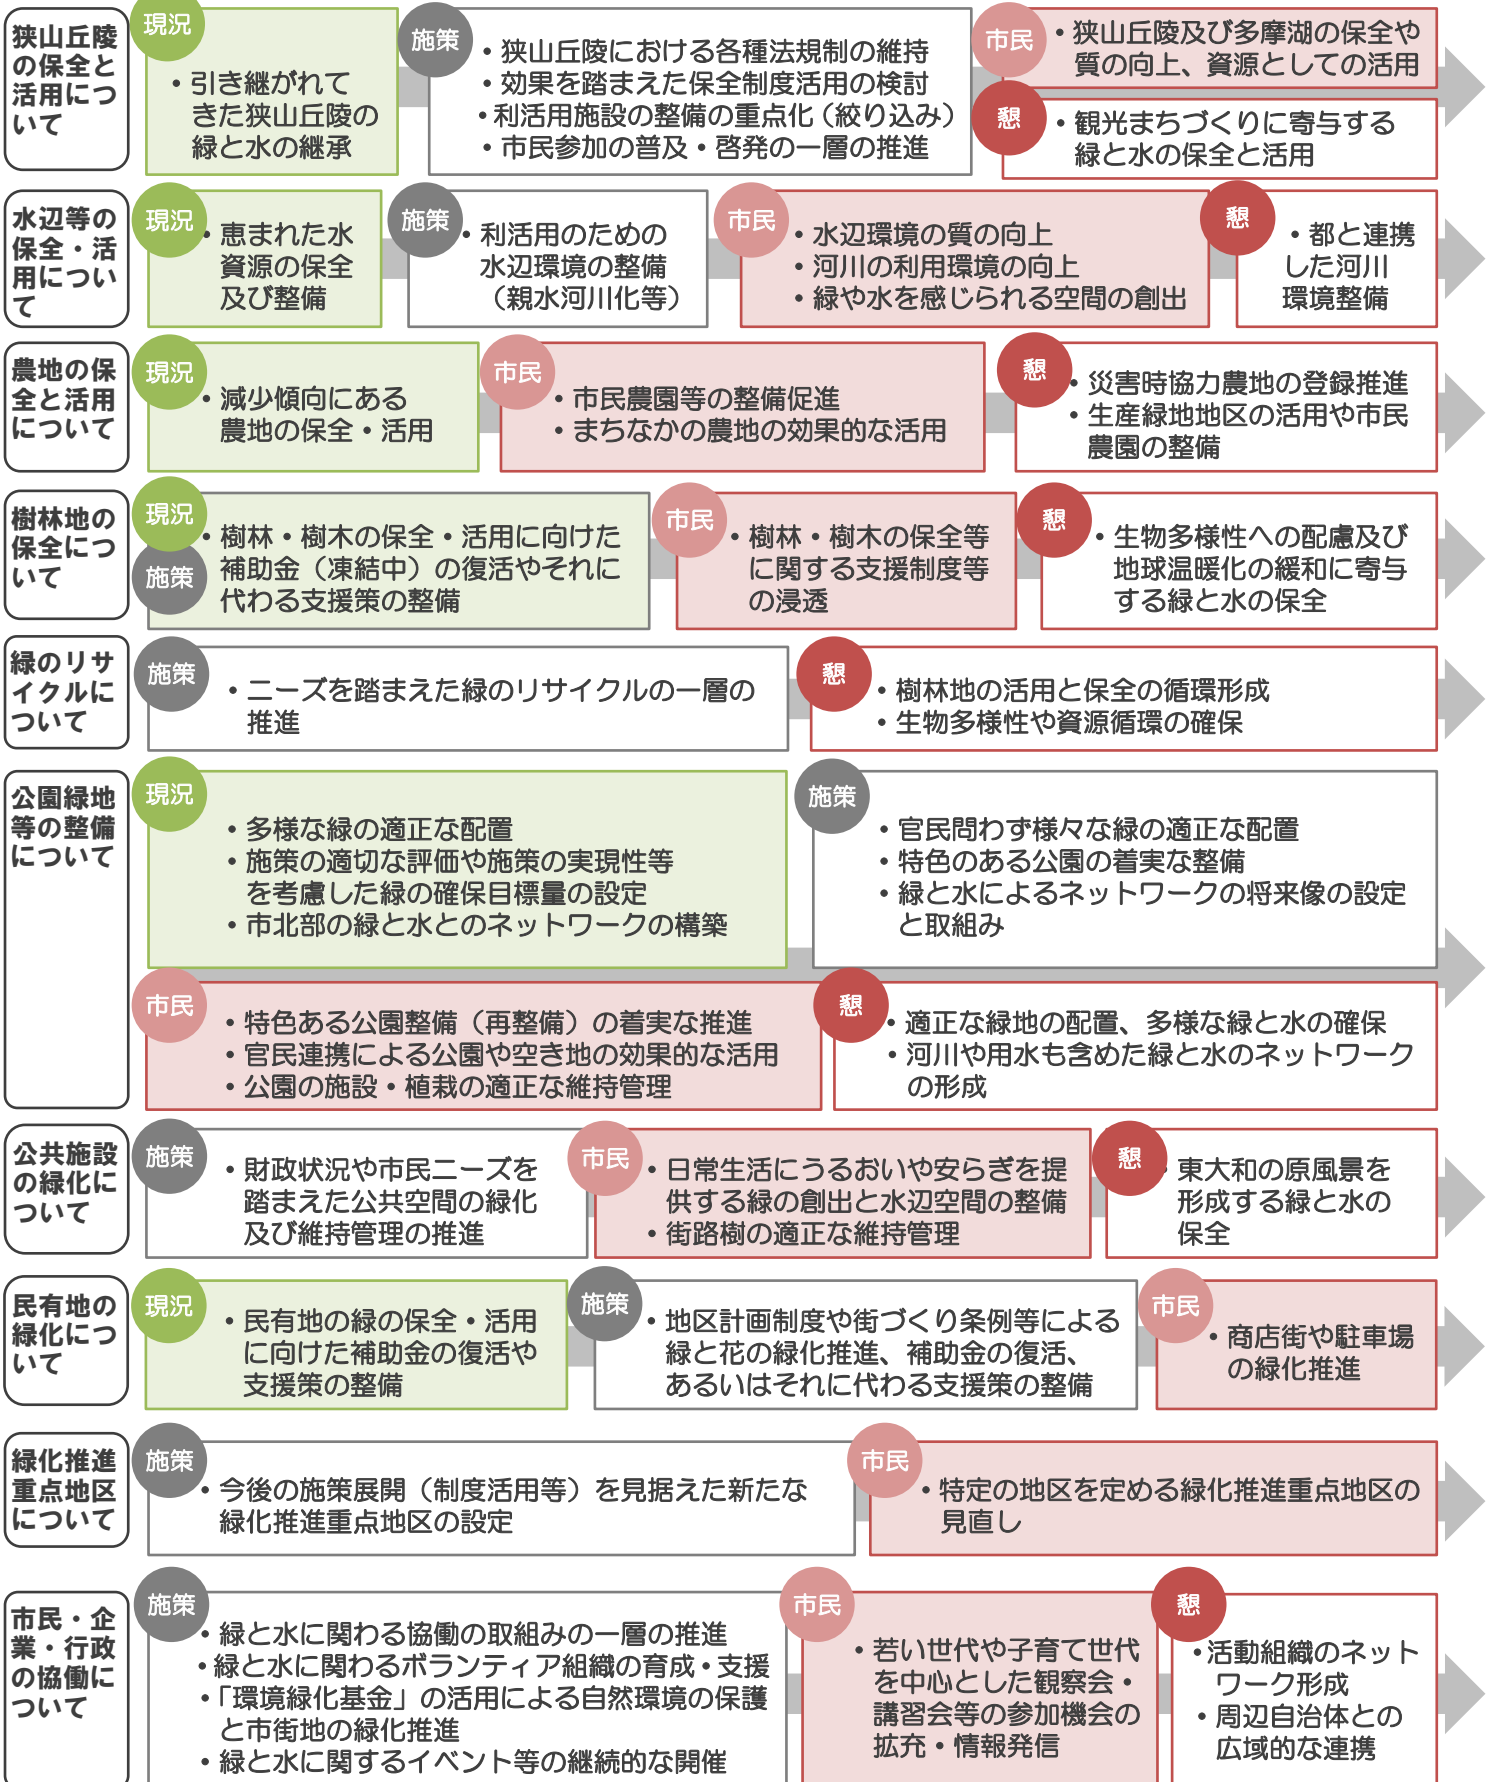 狭山丘陵
の保全と
活用につ
いて
現況
・引き継がれて
きた狭山丘陵の
緑と水の継承
施策
・狭山丘陵における各種法規制の維持
・効果を踏まえた保全制度活用の検討
・利活用施設の整備の重点化（絞り込み）
・市民参加の普及・啓発の一層の推進
市民
・狭山丘陵及び多摩湖の保全や
質の向上、資源としての活用
懇
・観光まちづくりに寄与する
緑と水の保全と活用
水辺等の
保全・活
用につい
て
現況
・恵まれた水
資源の保全
及び整備
施策
・利活用のための
水辺環境の整備
（親水河川化等）
市民
・水辺環境の質の向上
・河川の利用環境の向上
・緑や水を感じられる空間の創出
懇
・都と連携
した河川
環境整備
農地の保
全と活用
について
現況
・減少傾向にある
農地の保全・活用
市民
・市民農園等の整備促進
・まちなかの農地の効果的な活用
懇
・災害時協力農地の登録推進
・生産緑地地区の活用や市民
農園の整備
樹林地の
保全につ
いて
現況
施策
・樹林・樹木の保全・活用に向けた
補助金（凍結中）の復活やそれに
代わる支援策の整備
市民
・樹林・樹木の保全等
に関する支援制度等
の浸透
懇
・生物多様性への配慮及び
地球温暖化の緩和に寄与
する緑と水の保全
緑のリサ
イクルに
ついて
施策
・ニーズを踏まえた緑のリサイクルの一層の
推進
懇
・樹林地の活用と保全の循環形成
・生物多様性や資源循環の確保
公園緑地
等の整備
について
現況
・多様な緑の適正な配置
・施策の適切な評価や施策の実現性等
を考慮した緑の確保目標量の設定
・市北部の緑と水とのネットワークの構築
施策
・官民問わず様々な緑の適正な配置
・特色のある公園の着実な整備
・緑と水によるネットワークの将来像の設定
と取組み
市民
・特色ある公園整備（再整備）の着実な推進
・官民連携による公園や空き地の効果的な活用
・公園の施設・植栽の適正な維持管理
懇
・適正な緑地の配置、多様な緑と水の確保
・河川や用水も含めた緑と水のネットワーク
の形成
公共施設
の緑化に
ついて
施策
・財政状況や市民ニーズを
踏まえた公共空間の緑化
及び維持管理の推進
市民
・日常生活にうるおいや安らぎを提
供する緑の創出と水辺空間の整備
・街路樹の適正な維持管理
懇
・東大和の原風景を
形成する緑と水の
保全
民有地の
緑化につ
いて
現況
・民有地の緑の保全・活用
に向けた補助金の復活や
支援策の整備
施策
・地区計画制度や街づくり条例等による
緑と花の緑化推進、補助金の復活、
あるいはそれに代わる支援策の整備
市民
・商店街や駐車場
の緑化推進
緑化推進
重点地区
について
施策
・今後の施策展開（制度活用等）を見据えた新たな
緑化推進重点地区の設定
市民
・特定の地区を定める緑化推進重点地区の
見直し
市民・企
業・行政
の協働に
ついて
施策
・緑と水に関わる協働の取組みの一層の推進
・緑と水に関わるボランティア組織の育成・支援
・「環境緑化基金」の活用による自然環境の保護
と市街地の緑化推進
・緑と水に関するイベント等の継続的な開催
市民
・若い世代や子育て世代
を中心とした観察会・
講習会等の参加機会の
拡充・情報発信
懇
・活動組織のネット
ワーク形成
・周辺自治体との
広域的な連携